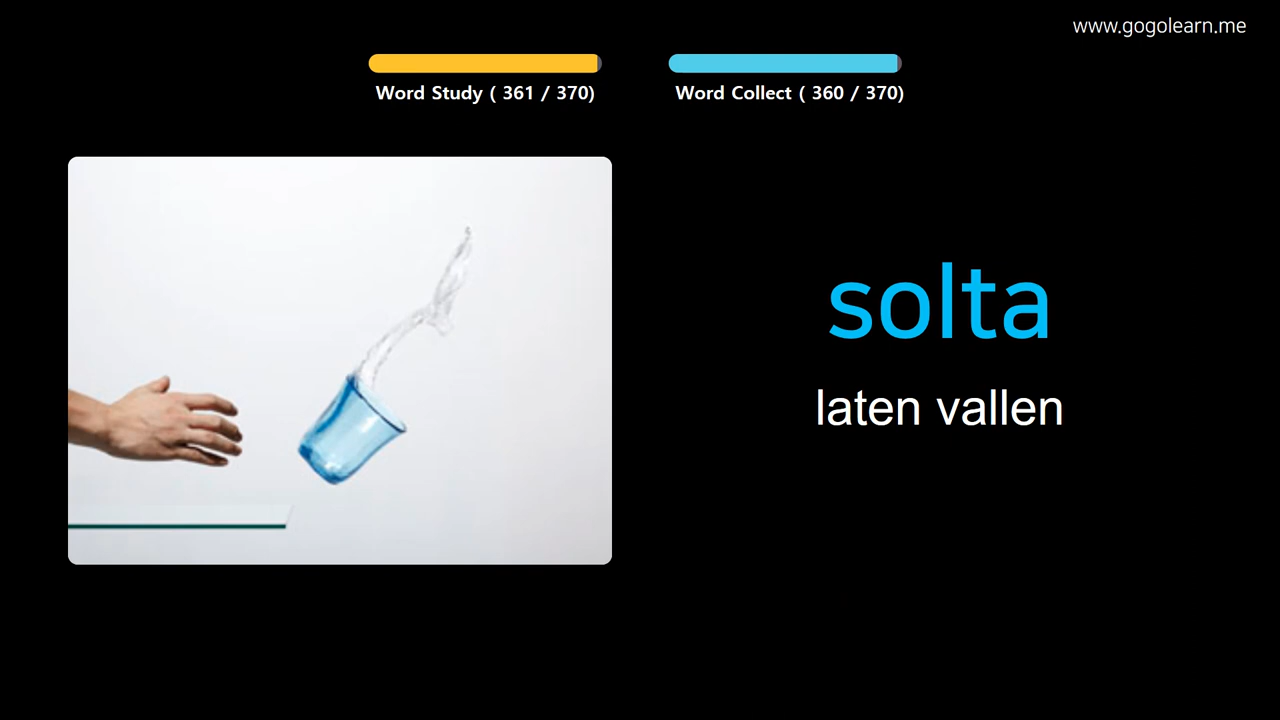 www.gogolearn.me
Word Study ( 361 / 370)
Word Collect ( 360 / 370)
solta
laten vallen